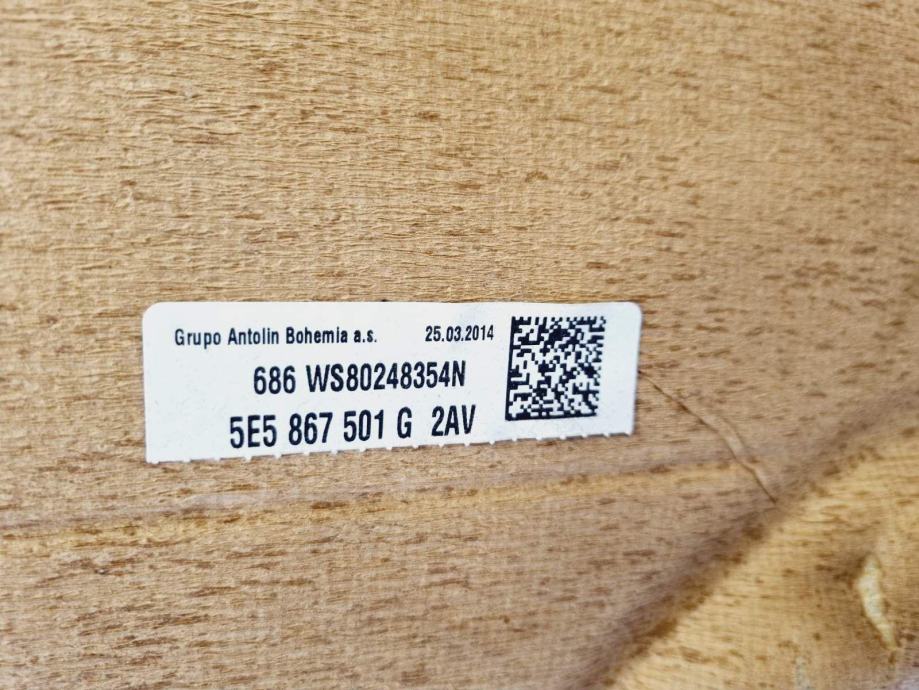 Grupo Antolin Bohemia a.s. 25.03.2014
686 WS80248354N
5E5 867 501 G 2AV